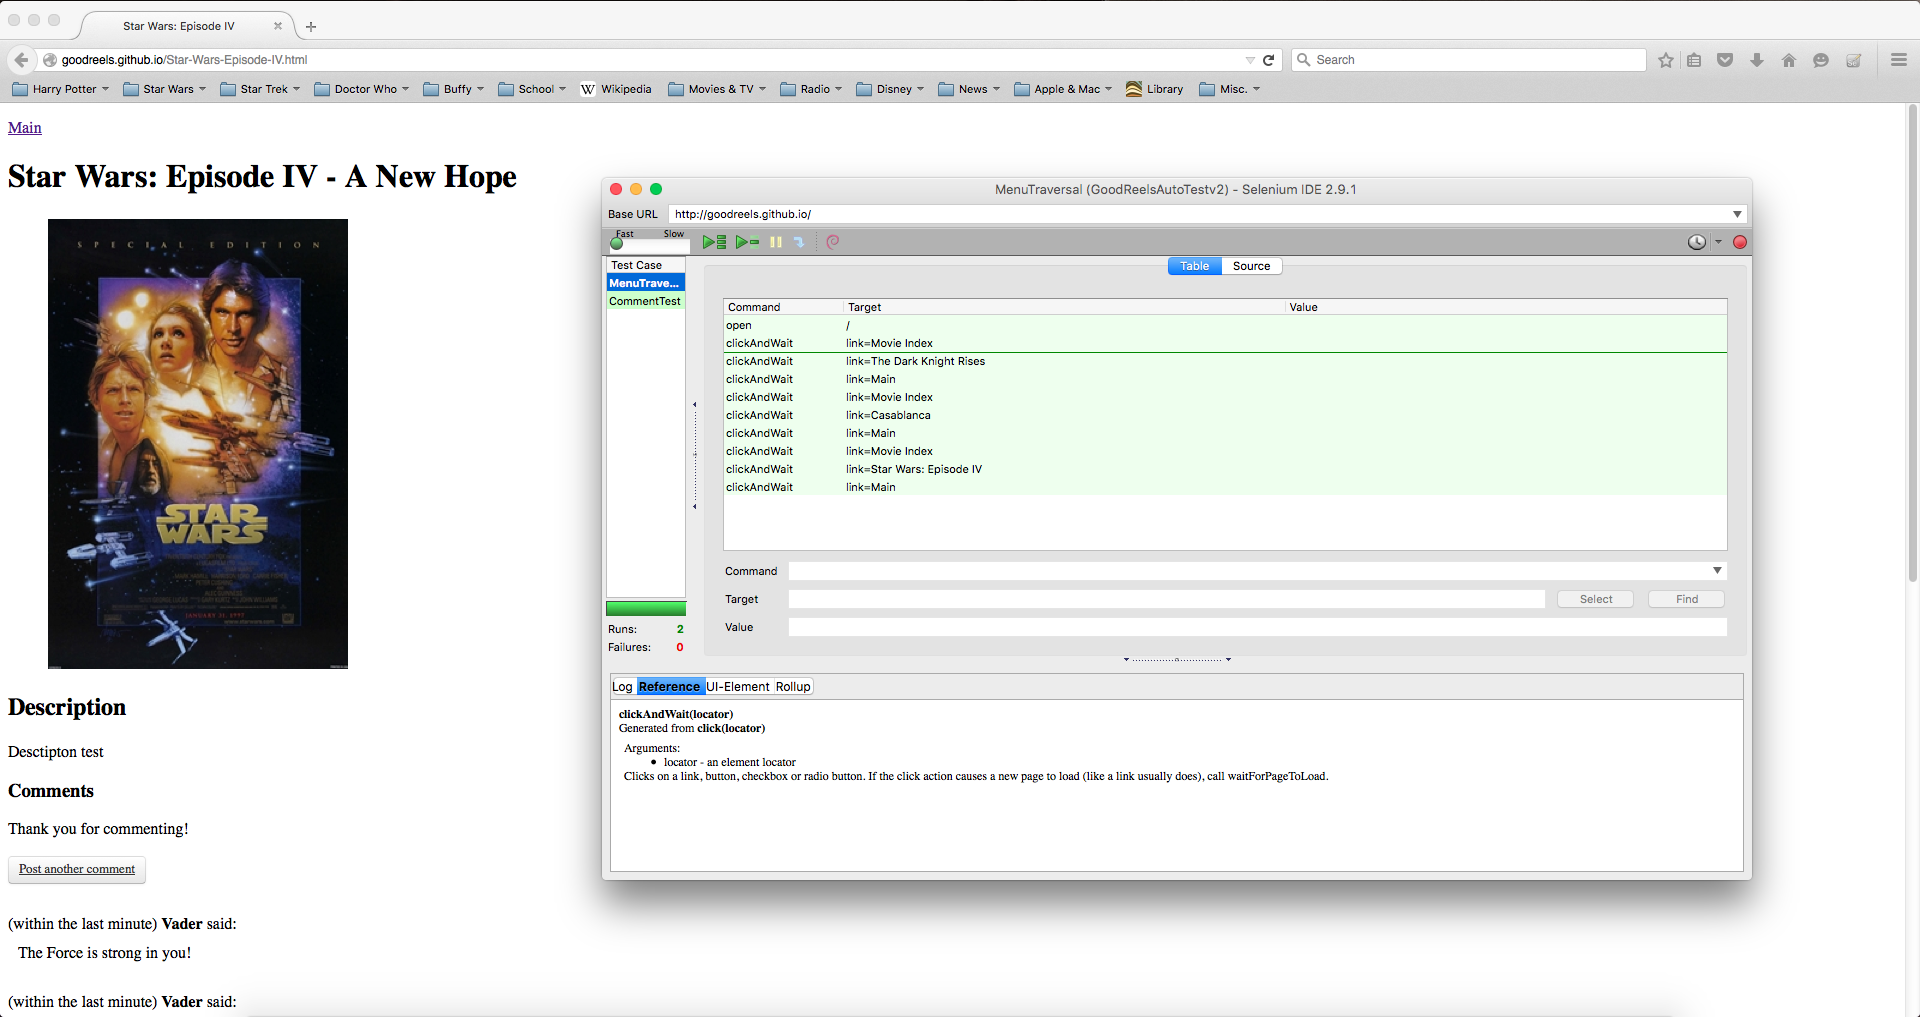 Star Wars: Episode IV
goodreels.github.io/Star-Wars-Episode-IV.html
Search
Harry Potter Star Wars Star Trek Doctor Who Buffy School Wikipedia Movies & TV Radio Disney News Apple & Mac Library Misc.
Main
Star Wars: Episode IV - A New Hope
SPECIAL EDITION
STAR
WARS
JANUARY 31, 1997
Description
Desctipton test
Comments
Thank you for commenting!
Post another comment
(within the last minute) Vader said:
The Force is strong in you!
(within the last minute) Vader said:
MenuTraversal (GoodReelsAutoTestv2) - Selenium IDE 2.9.1
Base URL http://goodreels.github.io/
Fast Slow
Test Case
MenuTrave...
CommentTest
Runs: 2
Failures: 0
Table Source
Command Target Value
open /
clickAndWait link=Movie Index
clickAndWait link=The Dark Knight Rises
clickAndWait link=Main
clickAndWait link=Movie Index
clickAndWait link=Casablanca
clickAndWait link=Main
clickAndWait link=Movie Index
clickAndWait link=Star Wars: Episode IV
clickAndWait link=Main
Command
Target Select Find
Value
Log Reference UI-Element Rollup
clickAndWait(locator)
Generated from click(locator)
Arguments:
• locator - an element locator
Clicks on a link, button, checkbox or radio button. If the click action causes a new page to load (like a link usually does), call waitForPageToLoad.